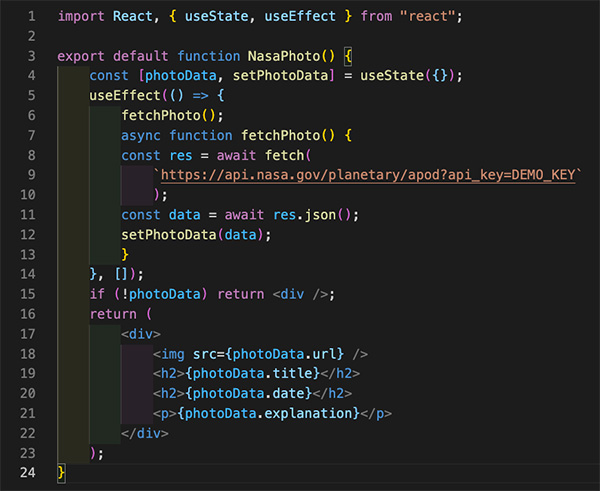 1 import React, { useState, useEffect } from "react";
2
3 export default function NasaPhoto() {
4     const [photoData, setPhotoData] = useState({});
5     useEffect(() => {
6         fetchPhoto();
7         async function fetchPhoto() {
8         const res = await fetch(
9             `https://api.nasa.gov/planetary/apod?api_key=DEMO_KEY`
10             );
11         const data = await res.json();
12         setPhotoData(data);
13         }
14     }, []);
15     if (!photoData) return <div />;
16     return (
17         <div>
18             <img src={photoData.url} />
19             <h2>{photoData.title}</h2>
20             <h2>{photoData.date}</h2>
21             <p>{photoData.explanation}</p>
22         </div>
23     );
24 }